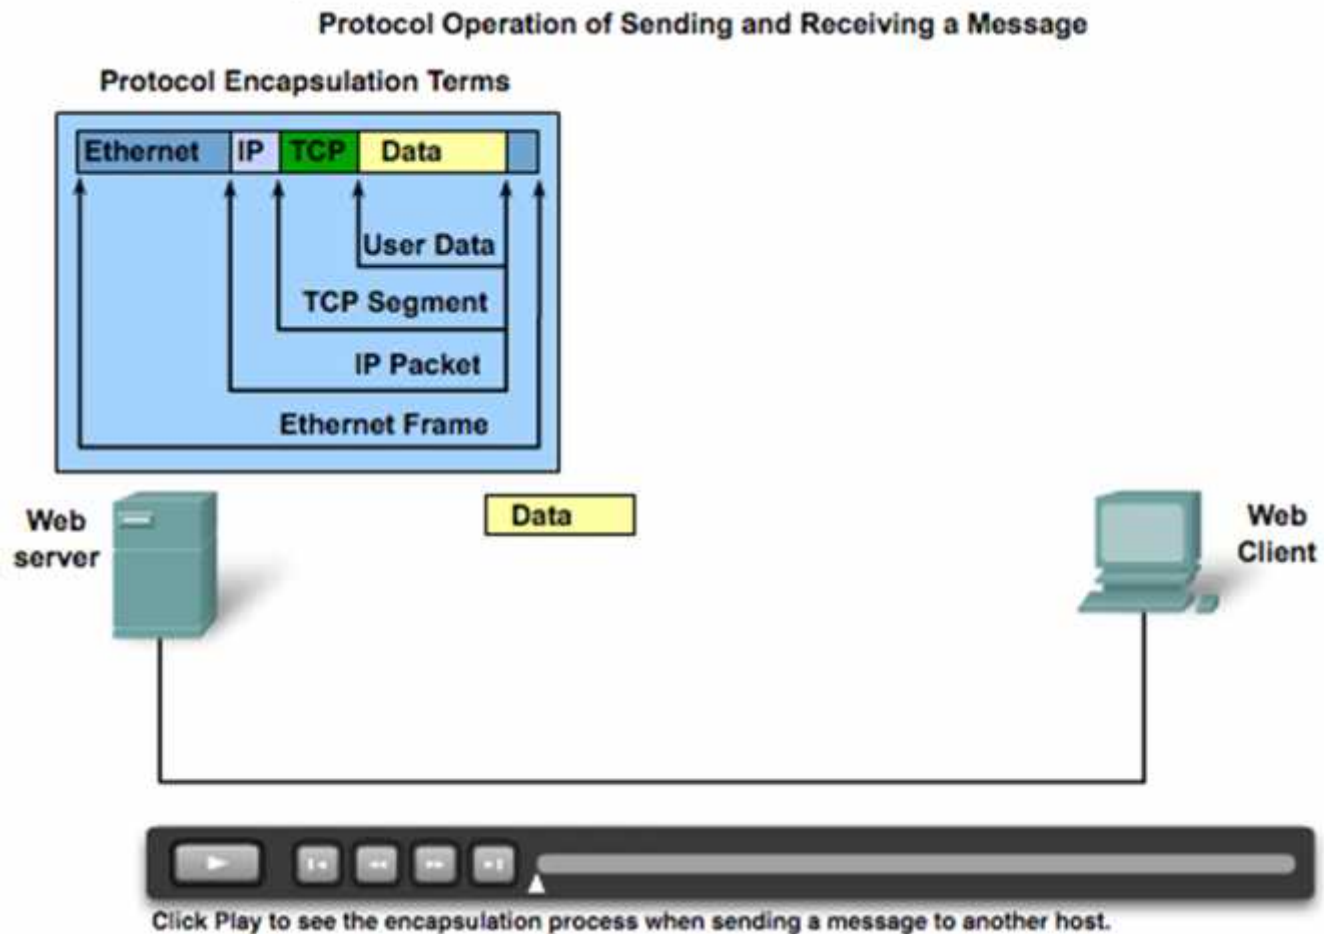 Protocol Operation of Sending and Receiving a Message
Protocol Encapsulation Terms
Ethernet IP TCP Data
User Data
TCP Segment
IP Packet
Ethernet Frame
Web
server
Data
Web
Client
Click Play to see the encapsulation process when sending a message to another host.